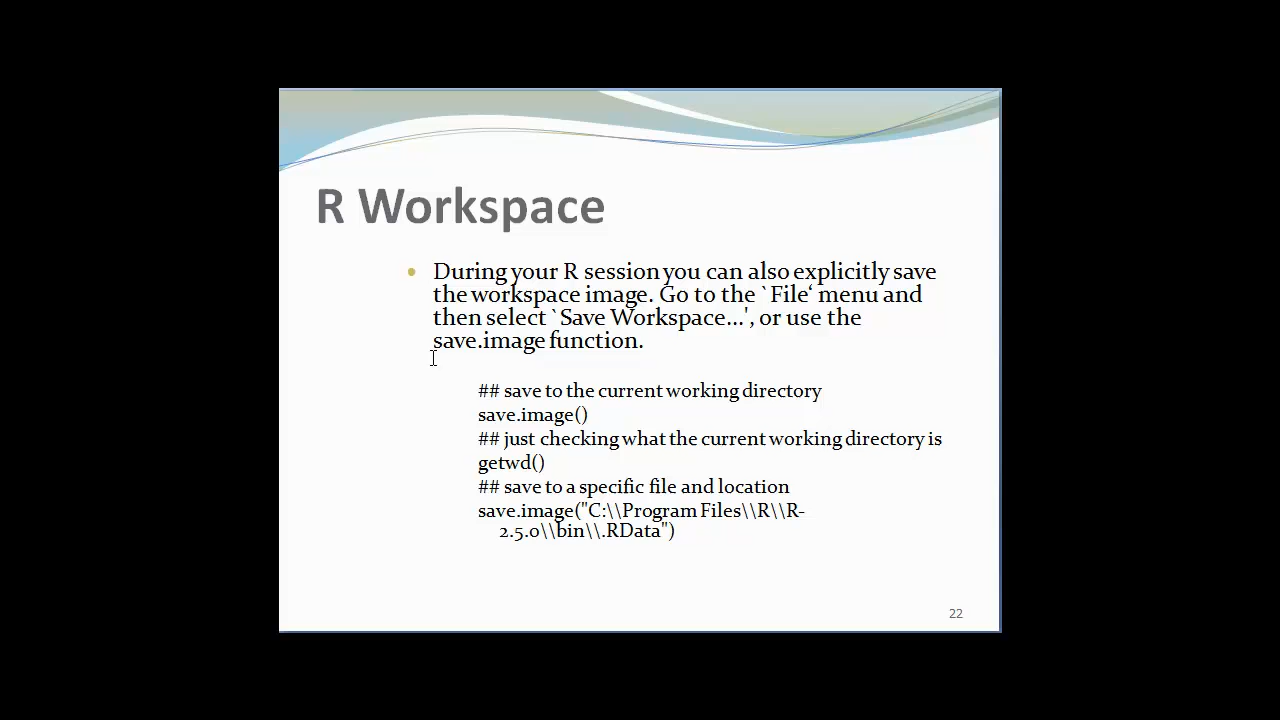 R Workspace
During your R session you can also explicitly save
the workspace image. Go to the `File‘ menu and
then select `Save Workspace...', or use the
save.image function.
## save to the current working directory
save.image()
## just checking what the current working directory is
getwd()
## save to a specific file and location
save.image("C:\\Program Files\\R\\R-
2.5.0\\bin\\.RData")
22